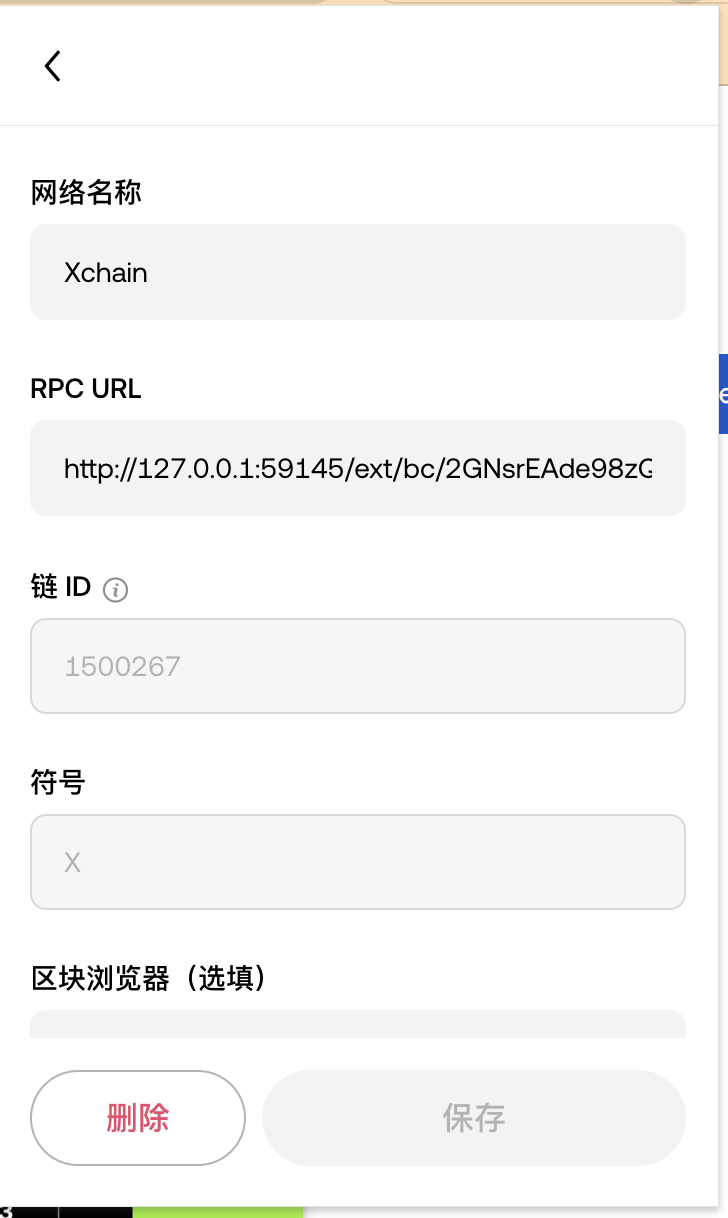 网络名称
Xchain
RPC URL
http://127.0.0.1:59145/ext/bc/2GNsrEAde98zQ
链 ID
1500267
符号
X
区块浏览器（选填）
删除
保存